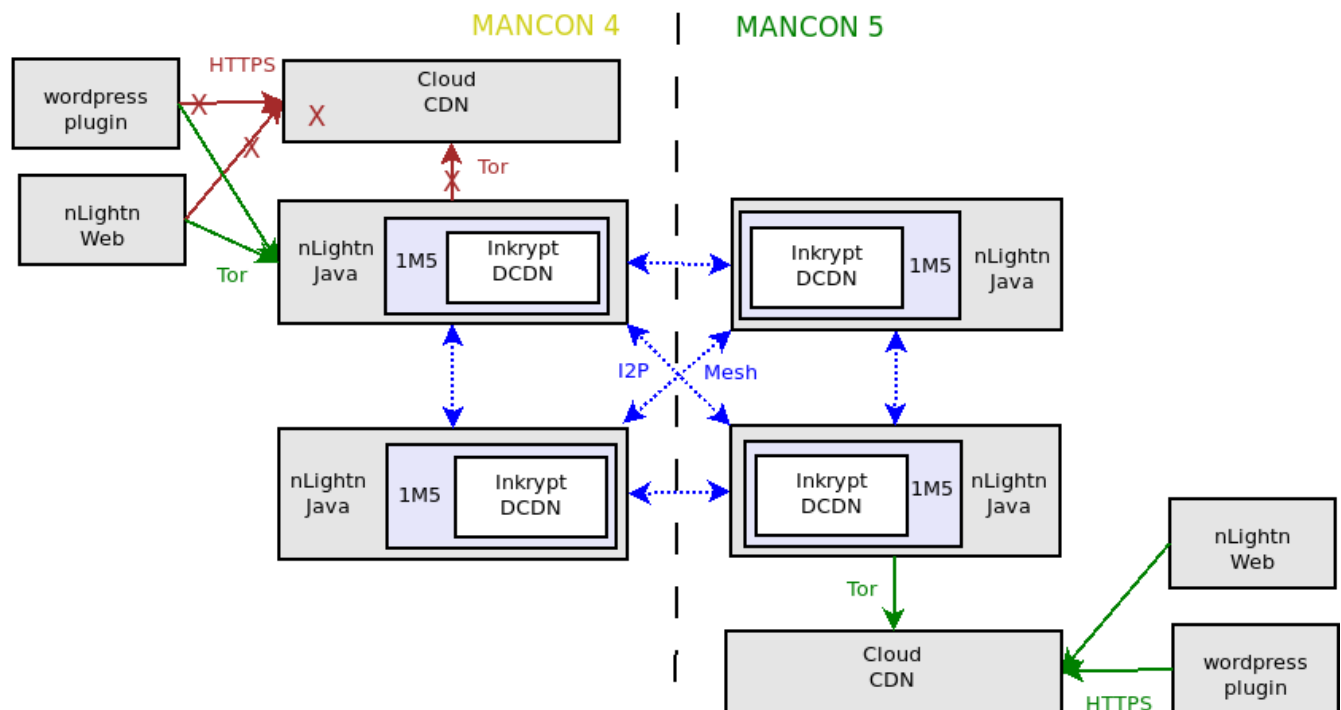 MANCON 4
MANCON 5
HTTPS
wordpress
plugin
Cloud
CDN
X
X
X
Tor
X
nLightn
Web
Tor
nLightn
Java
1M5
Inkrypt
DCDN
Inkrypt
DCDN
1M5
nLightn
Java
I2P
Mesh
nLightn
Java
1M5
Inkrypt
DCDN
Inkrypt
DCDN
1M5
nLightn
Java
nLightn
Web
Tor
Cloud
CDN
wordpress
plugin
HTTPS